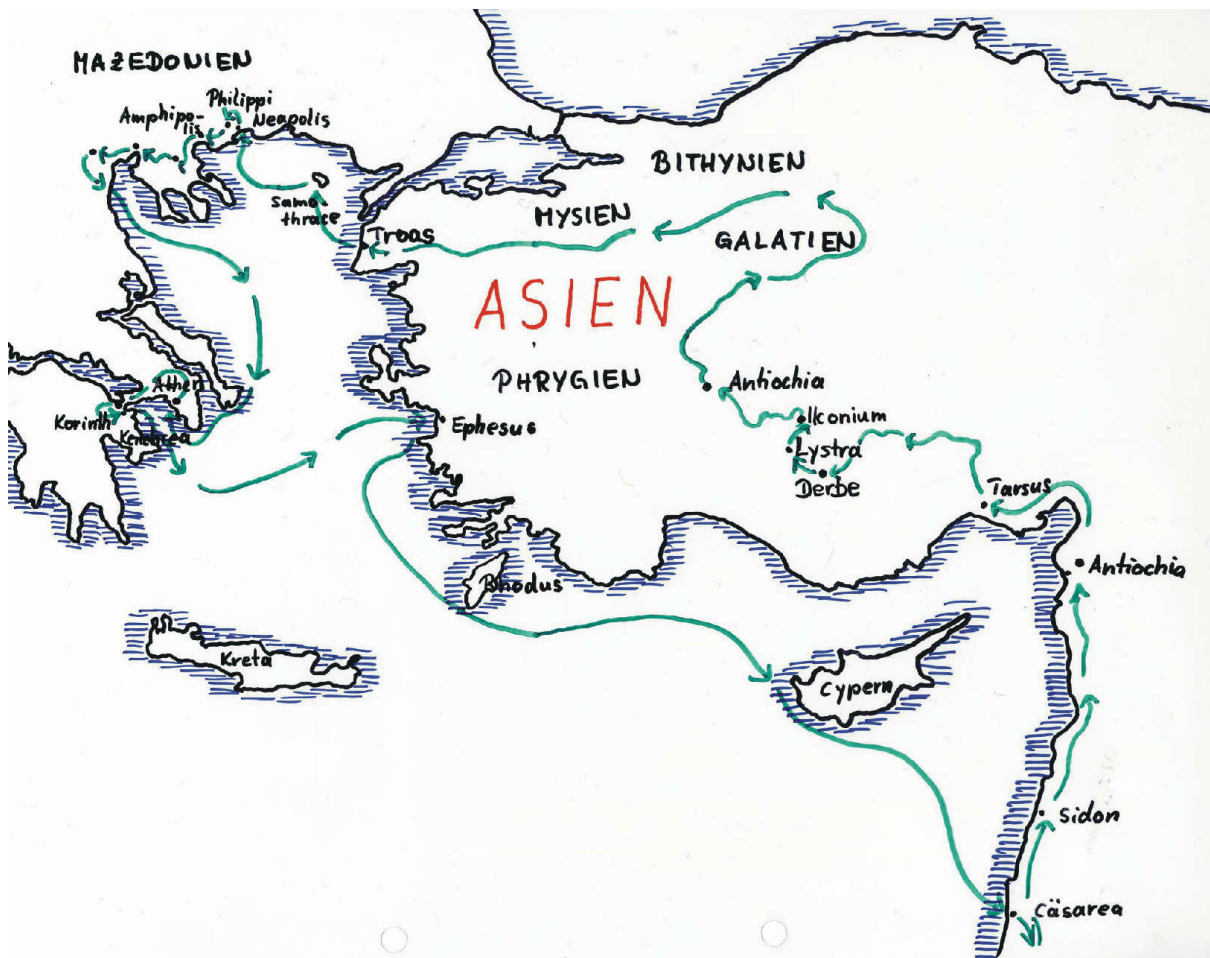 MAZEDONIEN
Philippi
Amphipo-
lis
Neapolis
BITHYNIEN
Samo-
thrace
MYSIEN
Troas
GALATIEN
ASIEN
PHRYGIEN
Antiochia
Athen
Korinth
Kenchrea
Ephesus
Ikonium
Lystra
Derbe
Tarsus
Antiochia
Rhodus
Kreta
Cypern
Sidon
Cäsarea